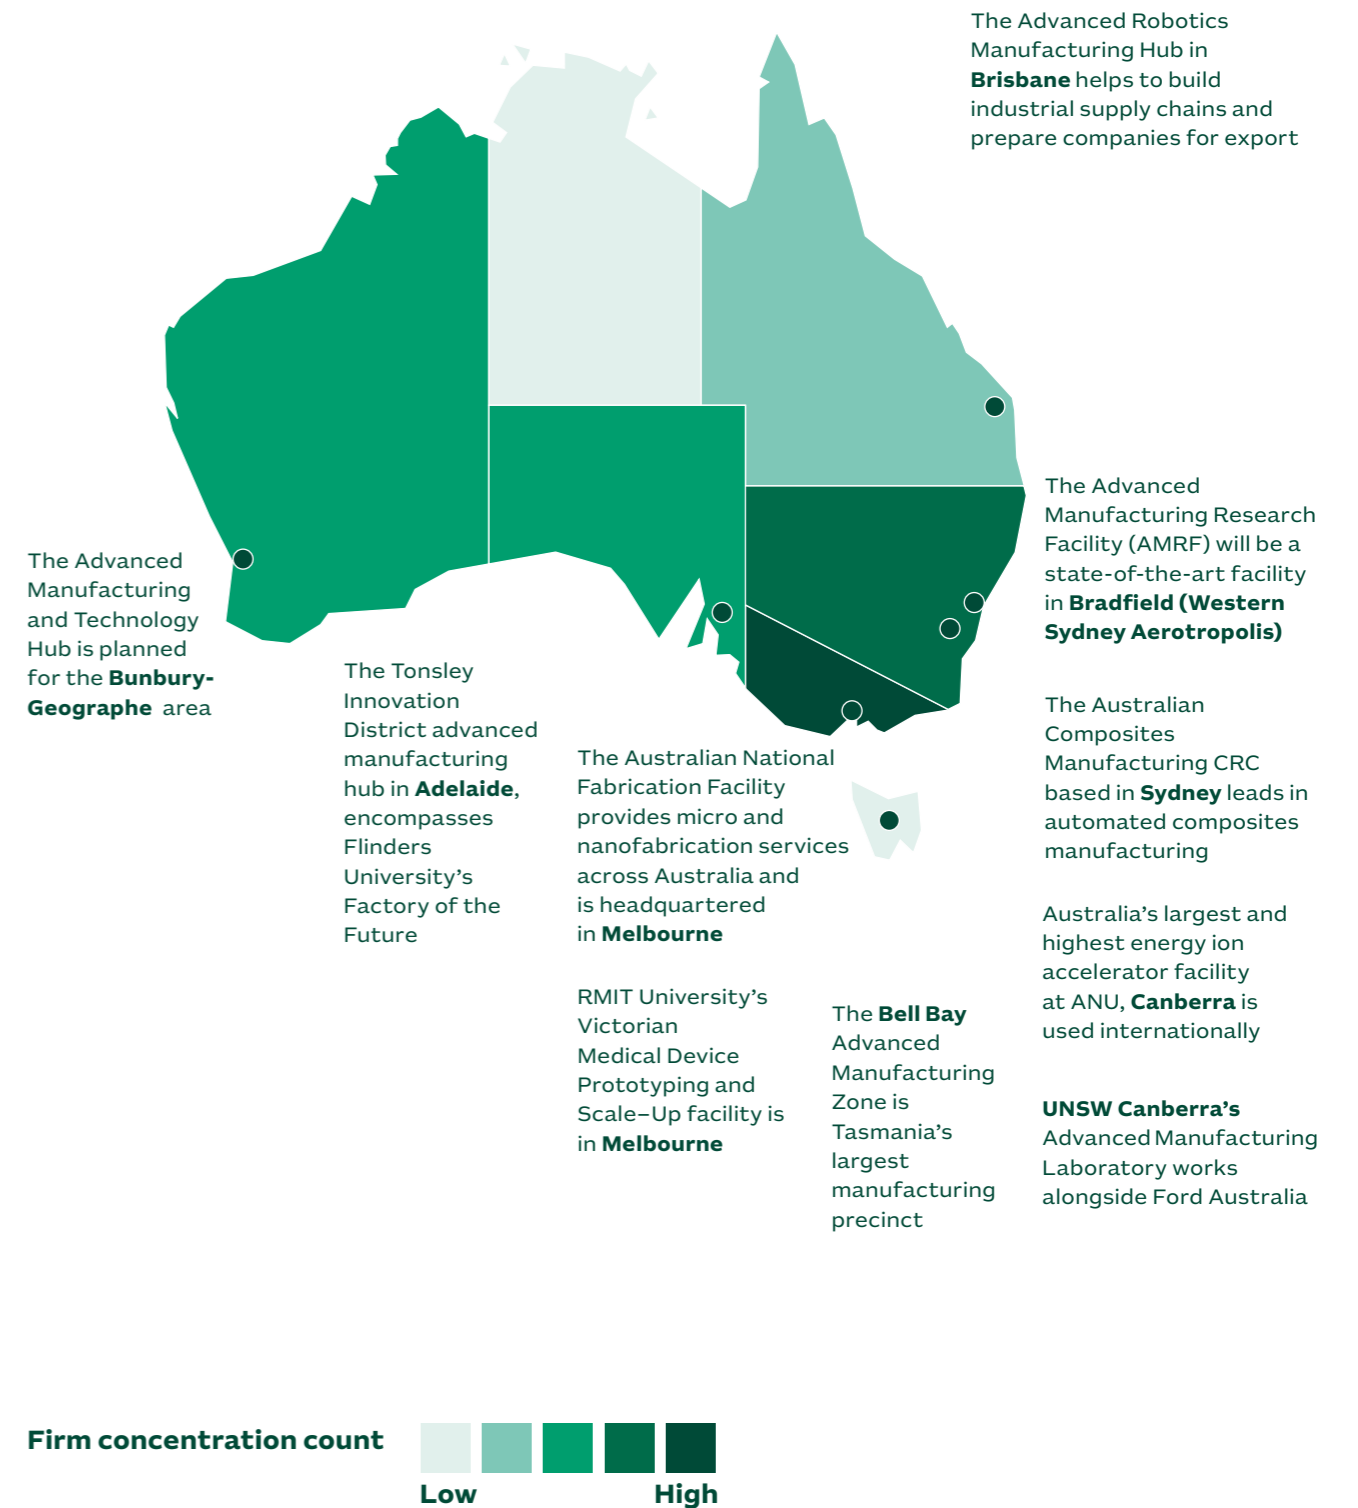 The Advanced Robotics
Manufacturing Hub in
Brisbane helps to build
industrial supply chains and
prepare companies for export
The Advanced
Manufacturing Research
Facility (AMRF) will be a
state-of-the-art facility
in Bradfield (Western
Sydney Aerotropolis)
The Advanced
Manufacturing
and Technology
Hub is planned
for the Bunbury-
Geographe area
The Tonsley
Innovation
District advanced
manufacturing
hub in Adelaide,
encompasses
Flinders
University’s
Factory of the
Future
The Australian National
Fabrication Facility
provides micro and
nanofabrication services
across Australia and
is headquartered
in Melbourne
RMIT University’s
Victorian
Medical Device
Prototyping and
Scale–Up facility is
in Melbourne
The Bell Bay
Advanced
Manufacturing
Zone is
Tasmania’s
largest
manufacturing
precinct
The Australian
Composites
Manufacturing CRC
based in Sydney leads in
automated composites
manufacturing
Australia’s largest and
highest energy ion
accelerator facility
at ANU, Canberra is
used internationally
UNSW Canberra’s
Advanced Manufacturing
Laboratory works
alongside Ford Australia
Firm concentration count
Low High